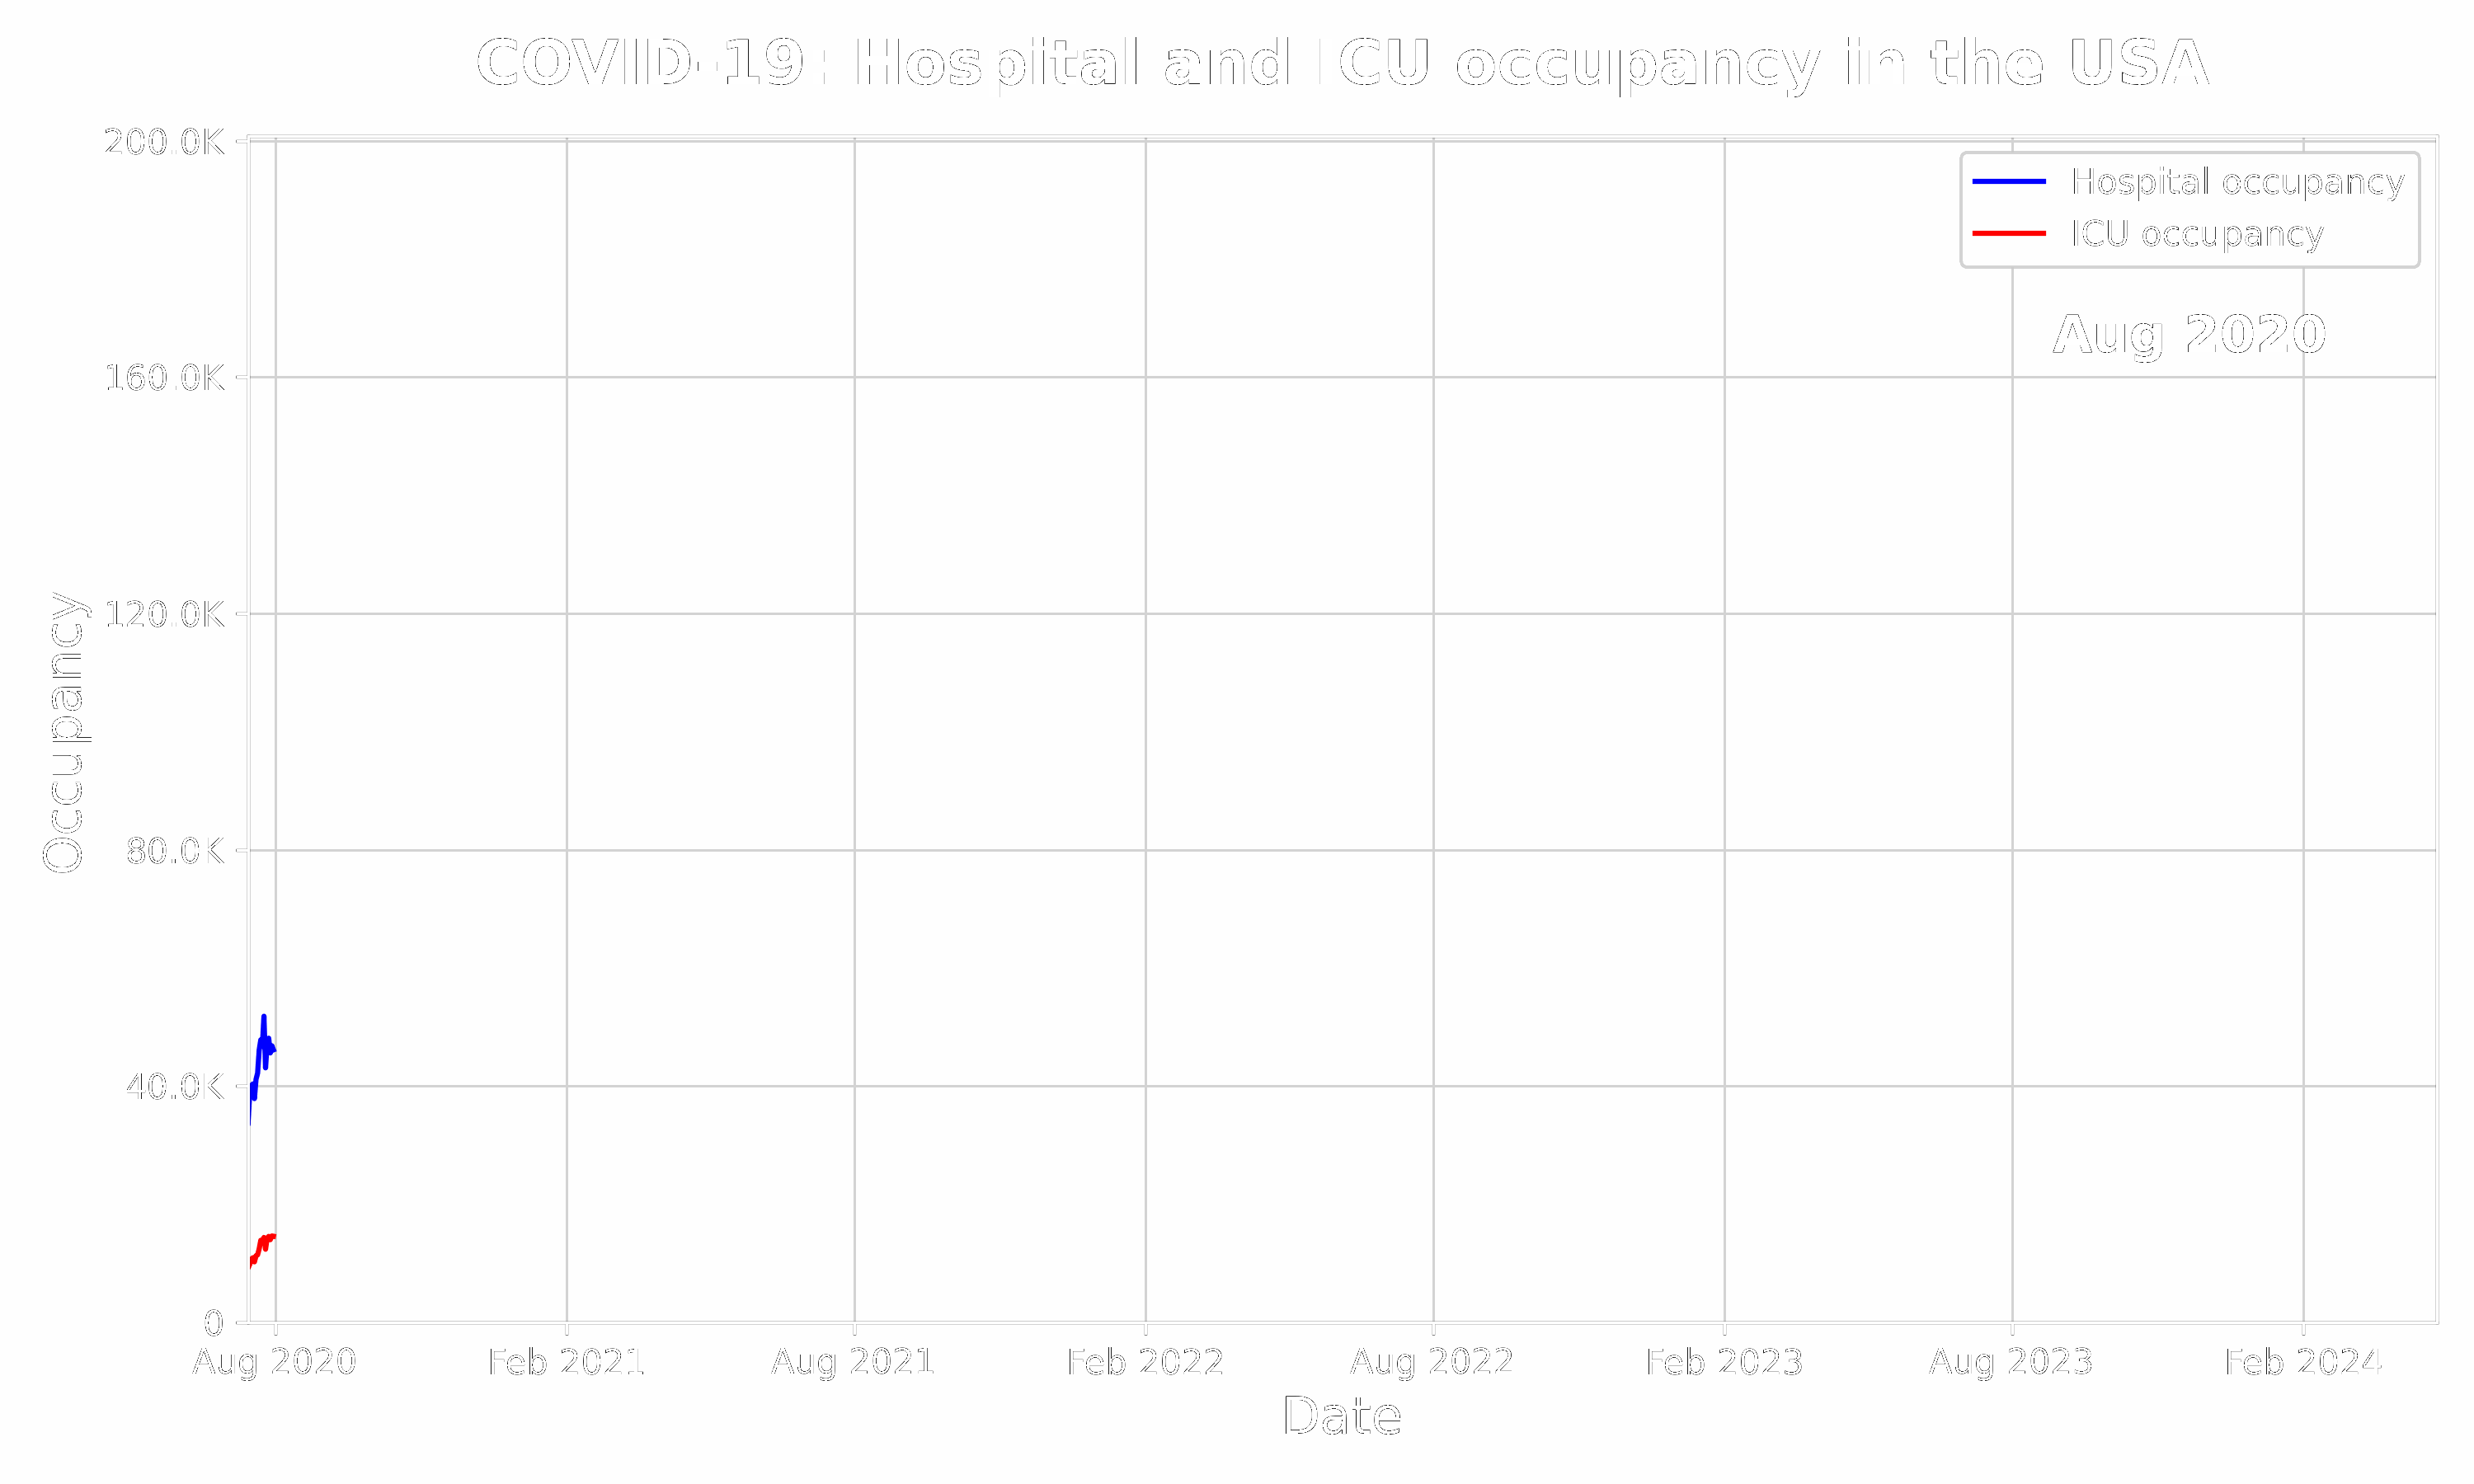 COVID-19: Hospital and ICU occupancy in the USA
200.0K
160.0K
120.0K
80.0K
40.0K
0
Occupancy
Hospital occupancy
ICU occupancy
Aug 2020
Aug 2020
Feb 2021
Aug 2021
Feb 2022
Aug 2022
Feb 2023
Aug 2023
Feb 2024
Date